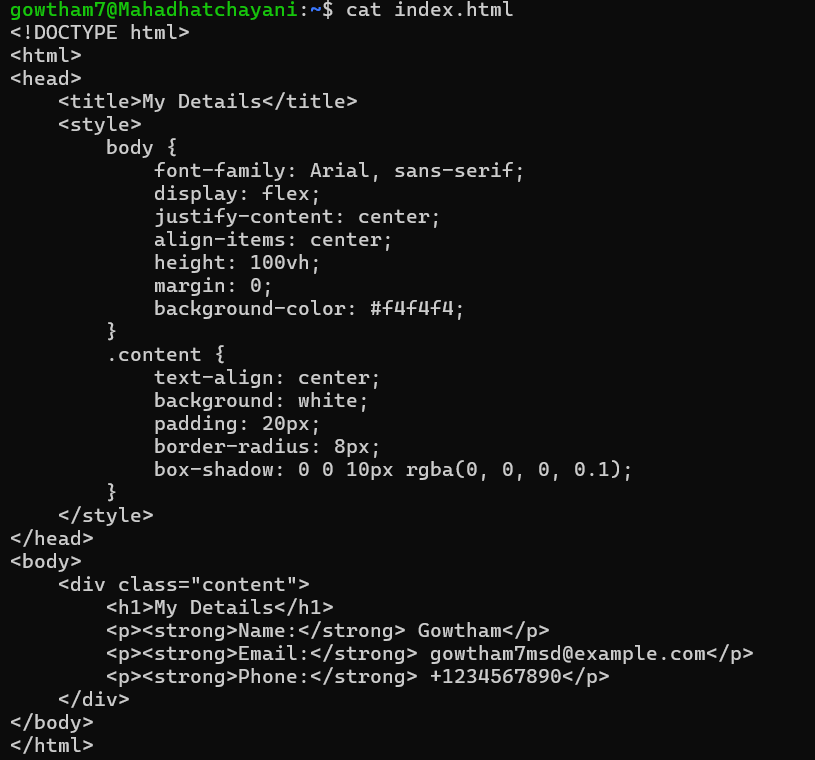 gowtham7@Mahadhatchayani:~$ cat index.html
<!DOCTYPE html>
<html>
<head>
    <title>My Details</title>
    <style>
        body {
            font-family: Arial, sans-serif;
            display: flex;
            justify-content: center;
            align-items: center;
            height: 100vh;
            margin: 0;
            background-color: #f4f4f4;
        }
        .content {
            text-align: center;
            background: white;
            padding: 20px;
            border-radius: 8px;
            box-shadow: 0 0 10px rgba(0, 0, 0, 0.1);
        }
    </style>
</head>
<body>
    <div class="content">
        <h1>My Details</h1>
        <p><strong>Name:</strong> Gowtham</p>
        <p><strong>Email:</strong> gowtham7msd@example.com</p>
        <p><strong>Phone:</strong> +1234567890</p>
    </div>
</body>
</html>